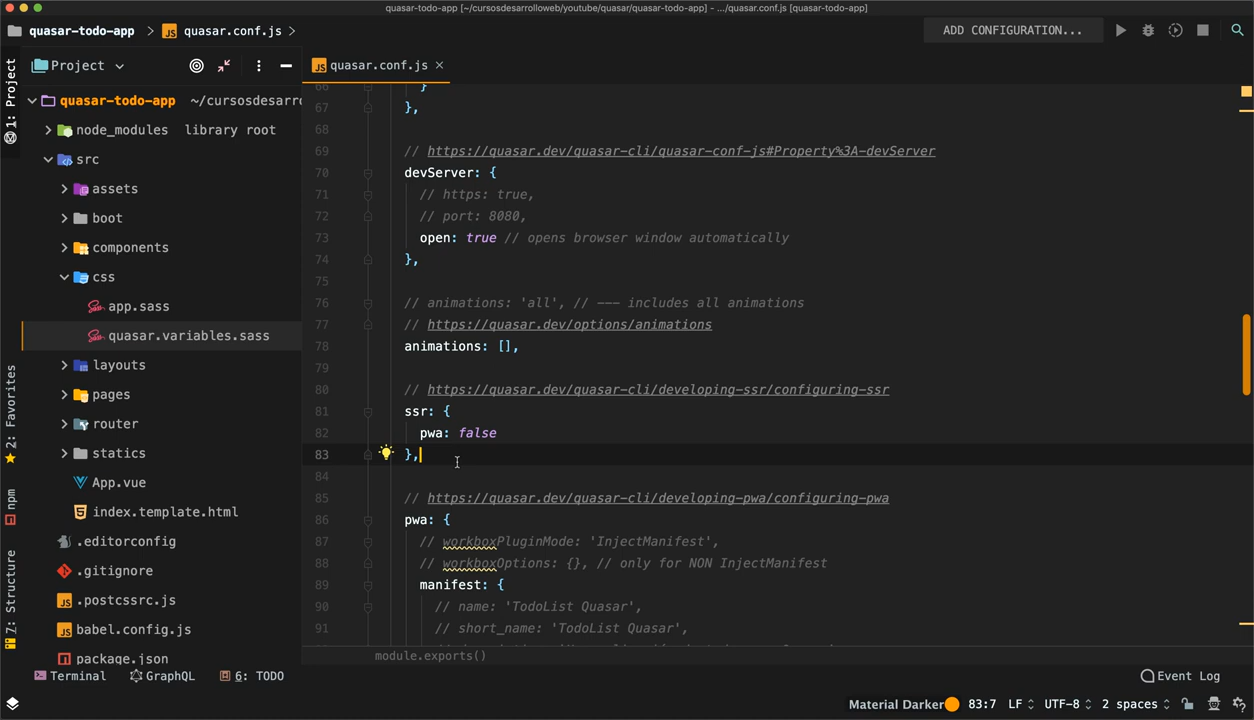 quasar-todo-app [~/cursosdesarrolloweb/youtube/quasar/quasar-todo-app] - .../quasar.conf.js [quasar-todo-app]
quasar-todo-app quasar.conf.js ADD CONFIGURATION...
1: Project
Project
quasar.conf.js
quasar-todo-app ~/cursosdesarro
node_modules library root
src
assets
boot
components
css
app.sass
quasar.variables.sass
layouts
pages
router
statics
App.vue
index.template.html
.editorconfig
.gitignore
.postcssrc.js
babel.config.js
package.json
2: Favorites
npm
7: Structure
66 }
67 },
68
69 // https://quasar.dev/quasar-cli/quasar-conf-js#Property%3A-devServer
70 devServer: {
71 // https: true,
72 // port: 8080,
73 open: true // opens browser window automatically
74 },
75
76 // animations: 'all', // --- includes all animations
77 // https://quasar.dev/options/animations
78 animations: [],
79
80 // https://quasar.dev/quasar-cli/developing-ssr/configuring-ssr
81 ssr: {
82 pwa: false
83 },
84
85 // https://quasar.dev/quasar-cli/developing-pwa/configuring-pwa
86 pwa: {
87 // workboxPluginMode: 'InjectManifest',
88 // workboxOptions: {}, // only for NON InjectManifest
89 manifest: {
90 // name: 'TodoList Quasar',
91 // short_name: 'TodoList Quasar',
module.exports()
Terminal GraphQL 6: TODO Event Log
Material Darker 83:7 LF UTF-8 2 spaces